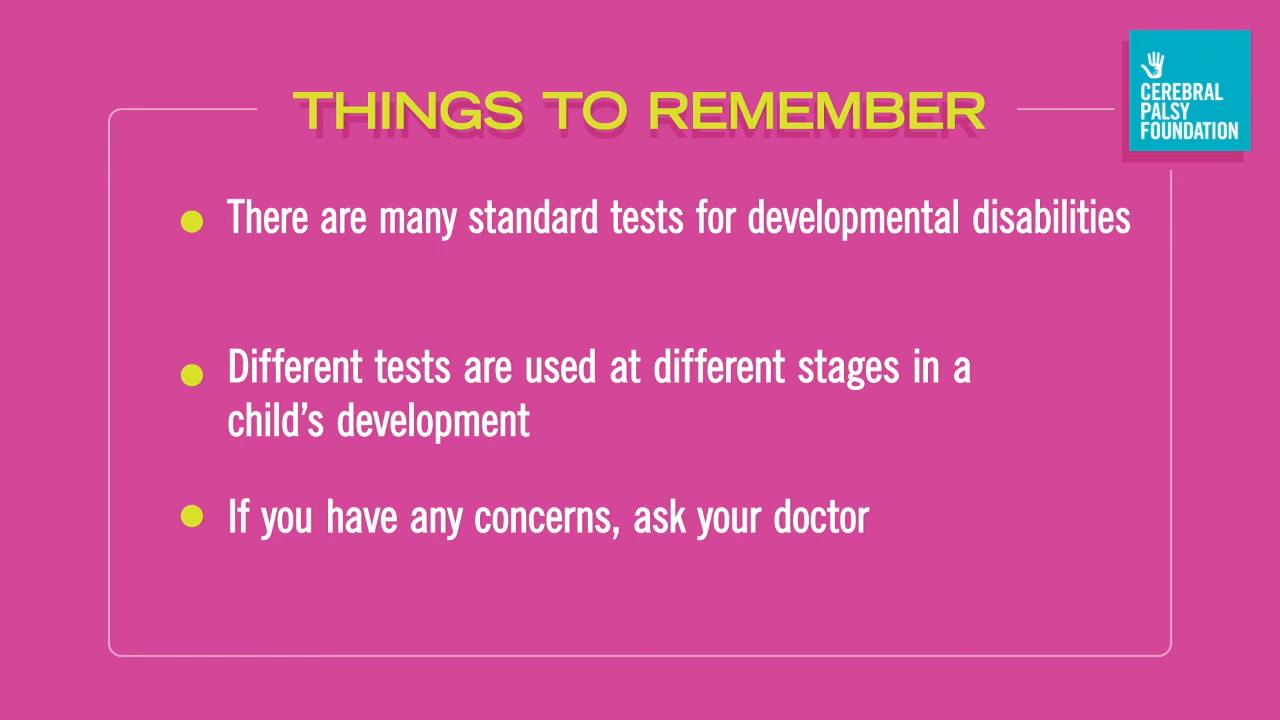 THINGS TO REMEMBER
CEREBRAL
PALSY
FOUNDATION
There are many standard tests for developmental disabilities
Different tests are used at different stages in a
child’s development
If you have any concerns, ask your doctor